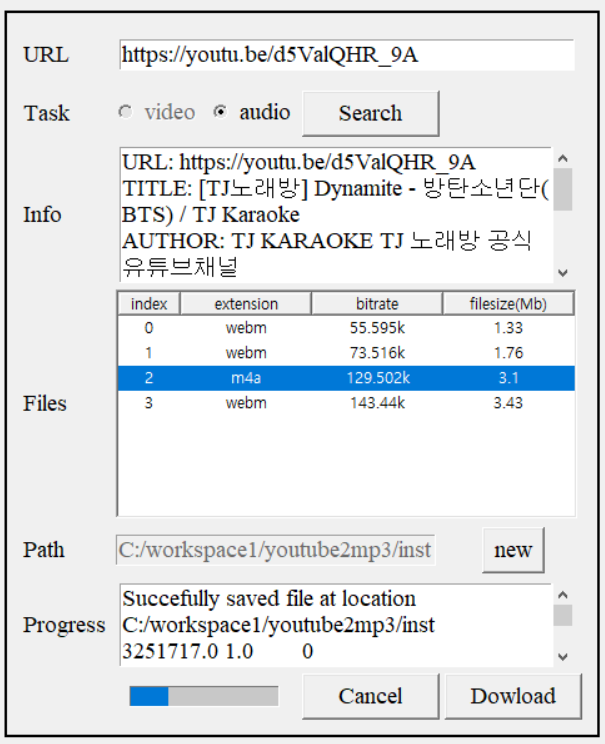 URL https://youtu.be/d5ValQHR_9A
Task video audio Search
Info
URL: https://youtu.be/d5ValQHR_9A
TITLE: [TJ노래방] Dynamite - 방탄소년단(
BTS) / TJ Karaoke
AUTHOR: TJ KARAOKE TJ 노래방 공식
유튜브채널
Files
index extension bitrate filesize(Mb)
0 webm 55.595k 1.33
1 webm 73.516k 1.76
2 m4a 129.502k 3.1
3 webm 143.44k 3.43
Path C:/workspace1/youtube2mp3/inst new
Progress
Succefully saved file at location
C:/workspace1/youtube2mp3/inst
3251717.0 1.0 0
Cancel Dowload